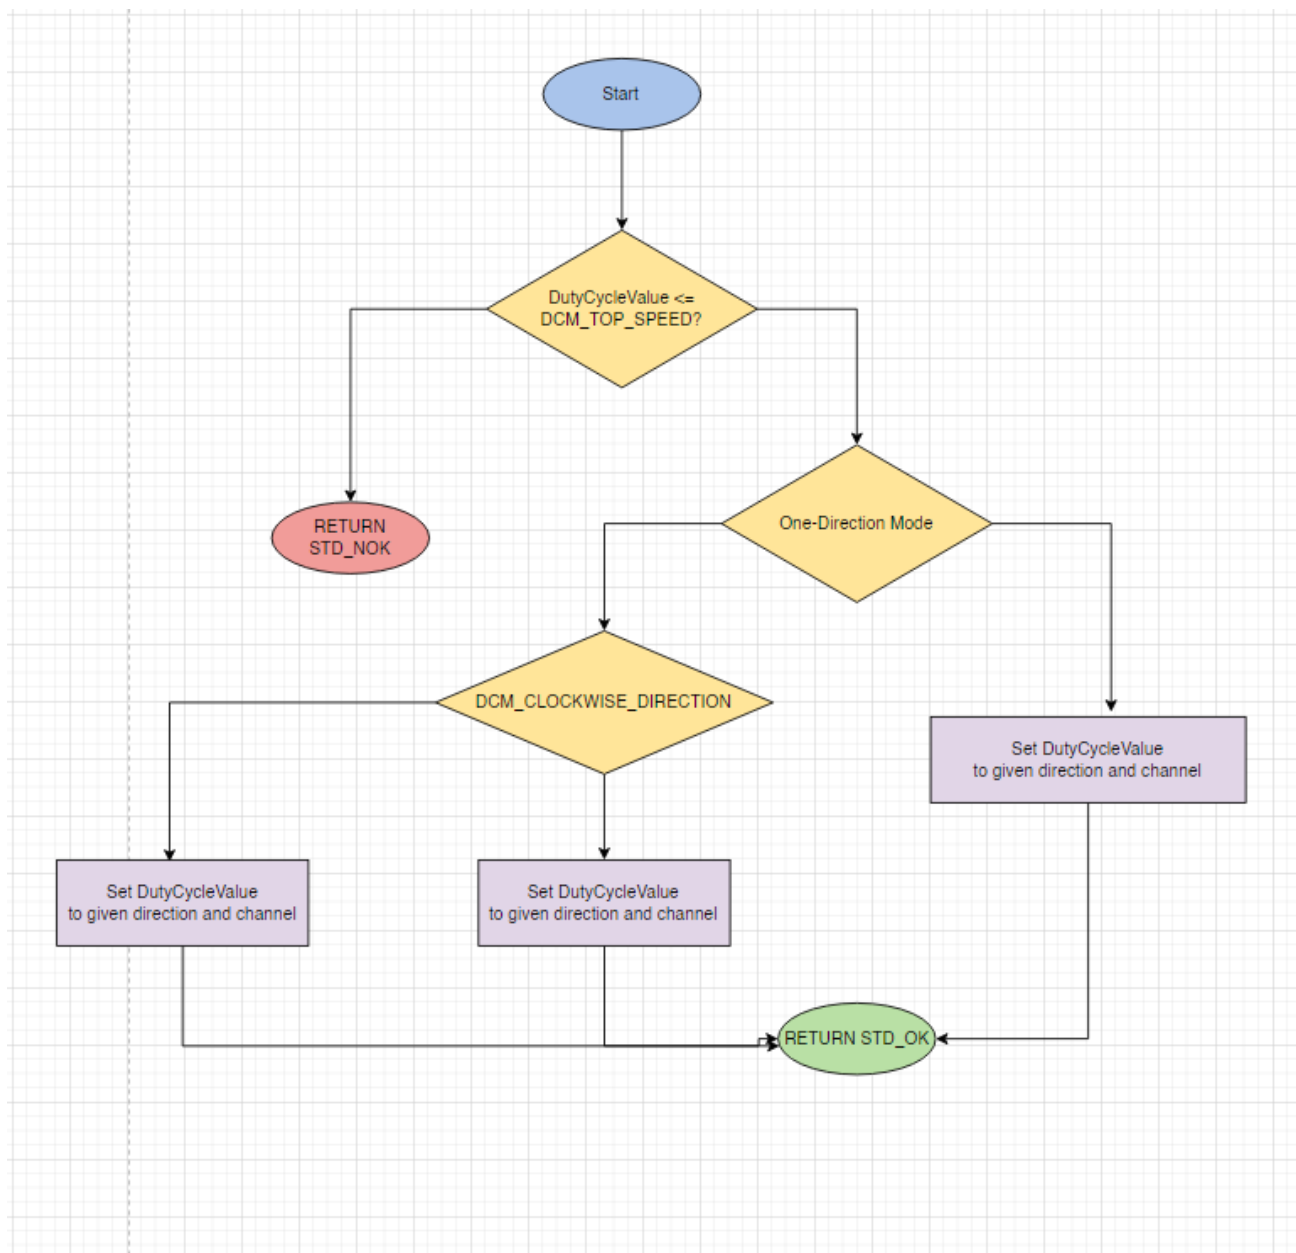 Start
DutyCycleValue <=
DCM_TOP_SPEED?
RETURN
STD_NOK
One-Direction Mode
DCM_CLOCKWISE_DIRECTION
Set DutyCycleValue
to given direction and channel
Set DutyCycleValue
to given direction and channel
Set DutyCycleValue
to given direction and channel
RETURN STD_OK